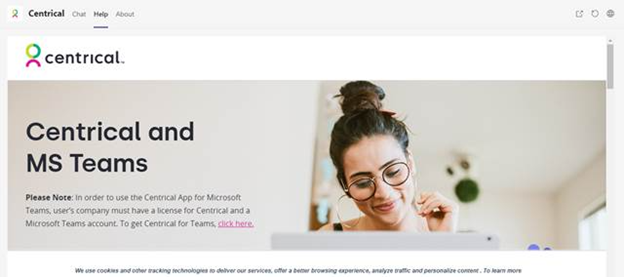 Centrical Chat Help About
centrical™
Centrical and
MS Teams
Please Note: In order to use the Centrical App for Microsoft
Teams, user's company must have a license for Centrical and a
Microsoft Teams account. To get Centrical for Teams, click here.
We use cookies and other tracking technologies to deliver our services, offer a better browsing experience, analyze traffic and personalize content . To learn more